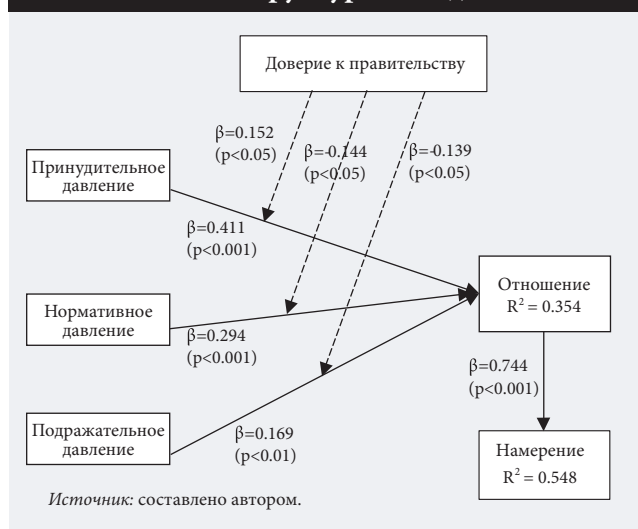 Доверие к правительству
β=0.152
(p<0.05)
β=-0.144
(p<0.05)
β=-0.139
(p<0.05)
Принудительное
давление
β=0.411
(p<0.001)
Отношение
R² = 0.354
Нормативное
давление
β=0.294
(p<0.001)
β=0.744
(p<0.001)
Подражательное
давление
β=0.169
(p<0.01)
Намерение
R² = 0.548
Источник: составлено автором.